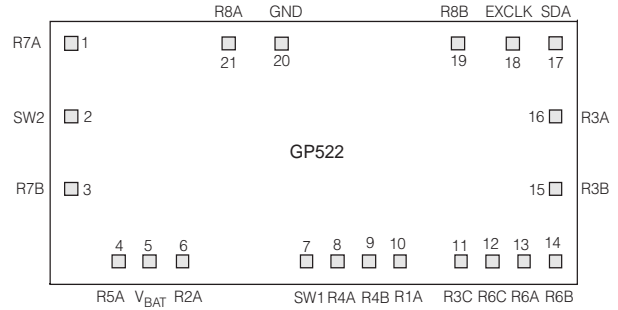 R8A GND R8B EXCLK SDA
R7A 1 21 20 19 18 17
SW2 2 16 R3A
GP522
R7B 3 15 R3B
4 5 6 7 8 9 10 11 12 13 14
R5A VBAT R2A SW1 R4A R4B R1A R3C R6C R6A R6B